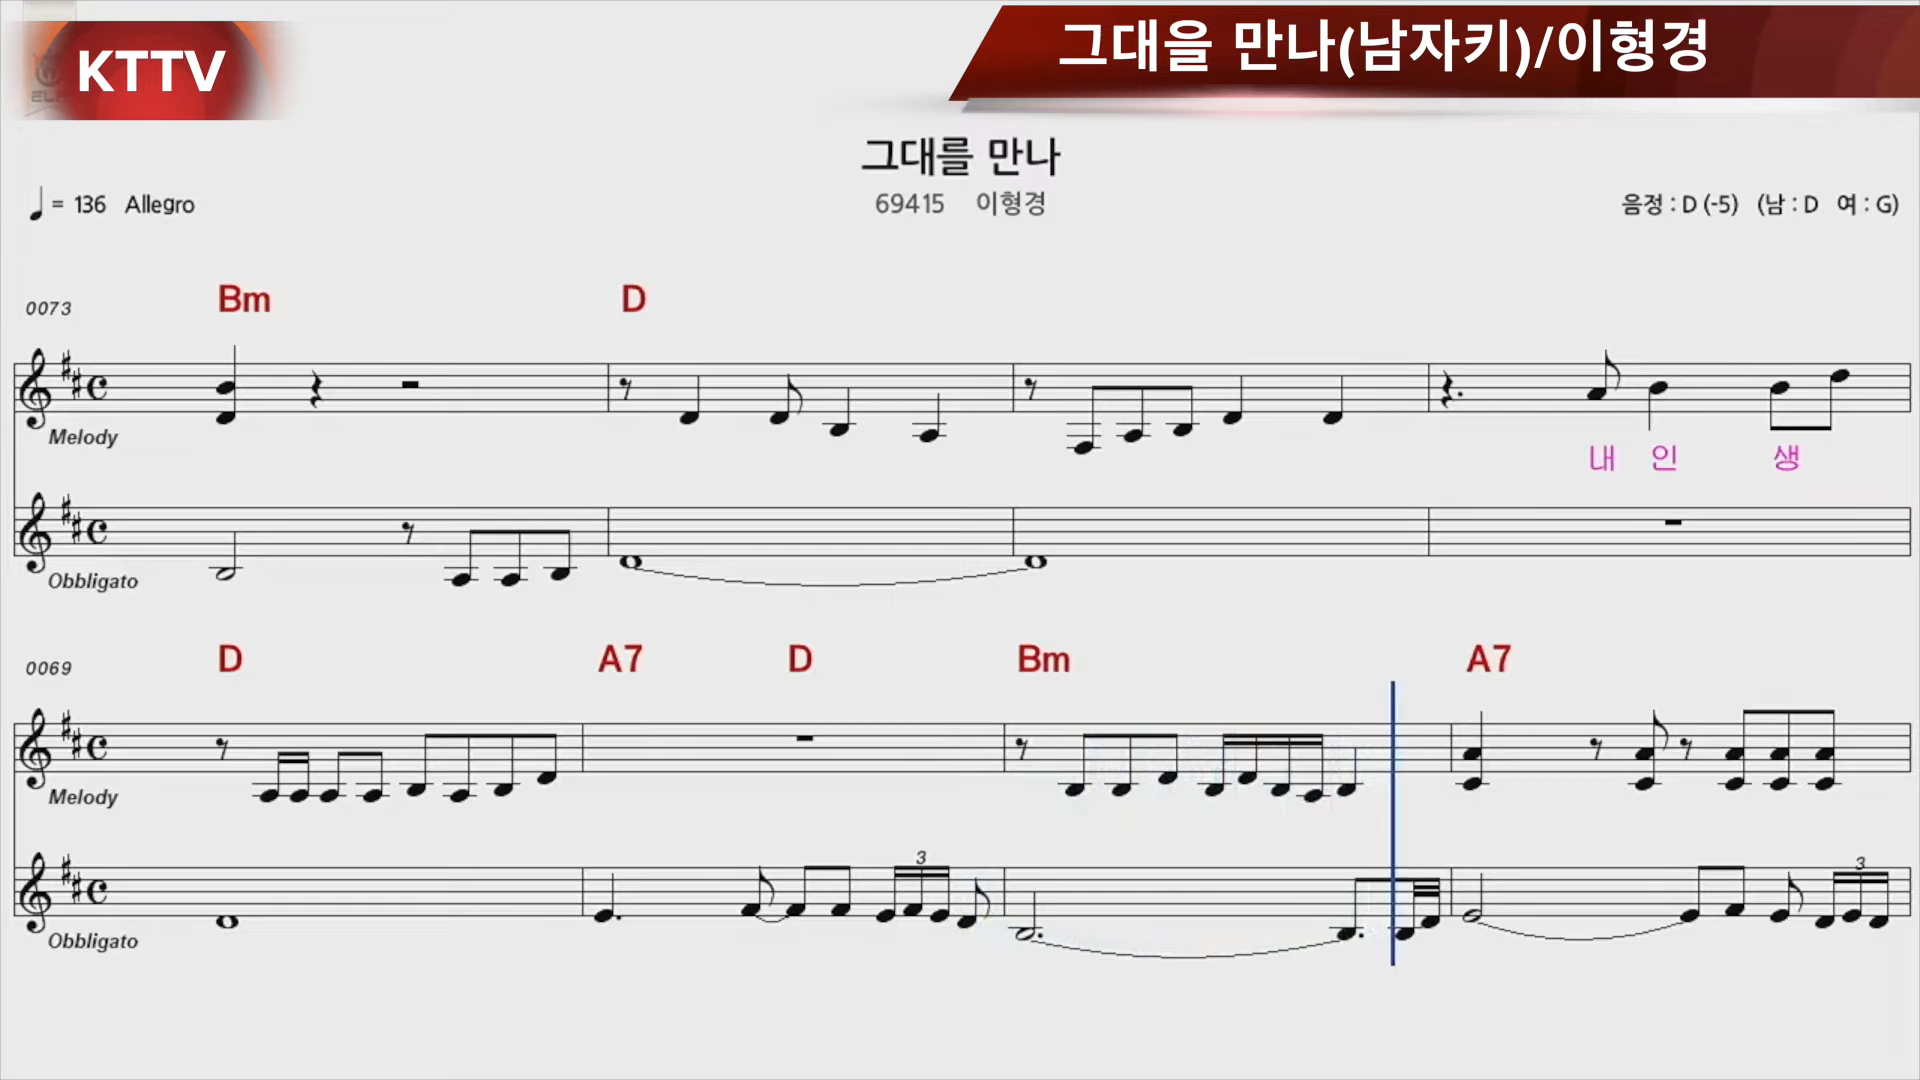 KTTV
그대을 만나(남자키)/이형경
그대를 만나
♩= 136 Allegro
69415 이형경
음정 : D (-5) (남 : D 여 : G)
0073 Bm D
Melody
내 인 생
Obbligato
0069 D A7 D Bm A7
Melody
3 3
Obbligato